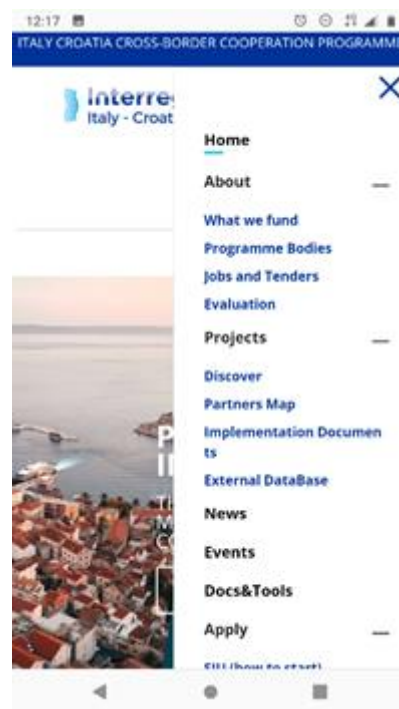 12:17
ITALY CROATIA CROSS-BORDER COOPERATION PROGRAMME
Interre
Italy - Croat
Home
About
What we fund
Programme Bodies
Jobs and Tenders
Evaluation
Projects
Discover
Partners Map
Implementation Documen
ts
External DataBase
News
Events
Docs&Tools
Apply